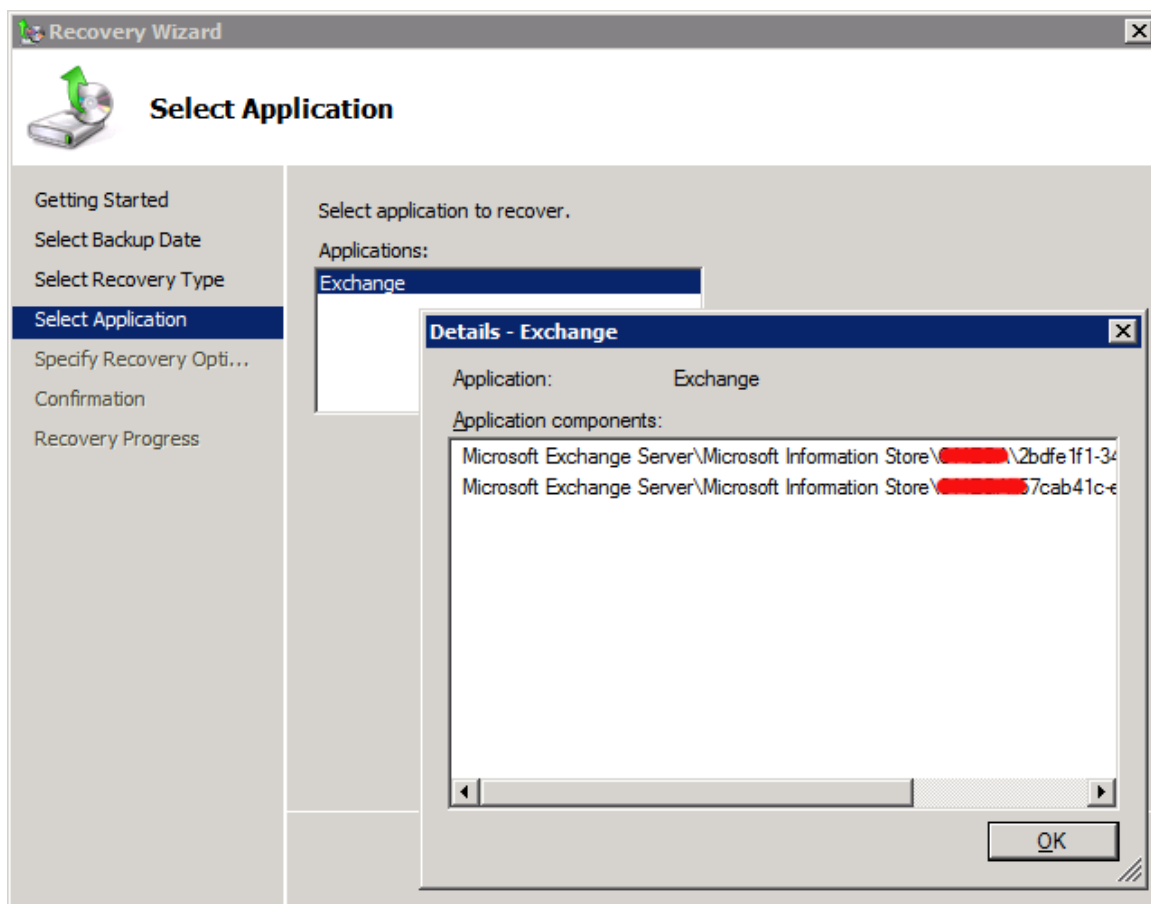 Recovery Wizard
Select Application
Getting Started
Select Backup Date
Select Recovery Type
Select Application
Specify Recovery Opti...
Confirmation
Recovery Progress
Select application to recover.
Applications:
Exchange
Details - Exchange
Application: Exchange
Application components:
Microsoft Exchange Server\Microsoft Information Store\ \2bdfe1f1-34
Microsoft Exchange Server\Microsoft Information Store\ 57cab41c-e
OK